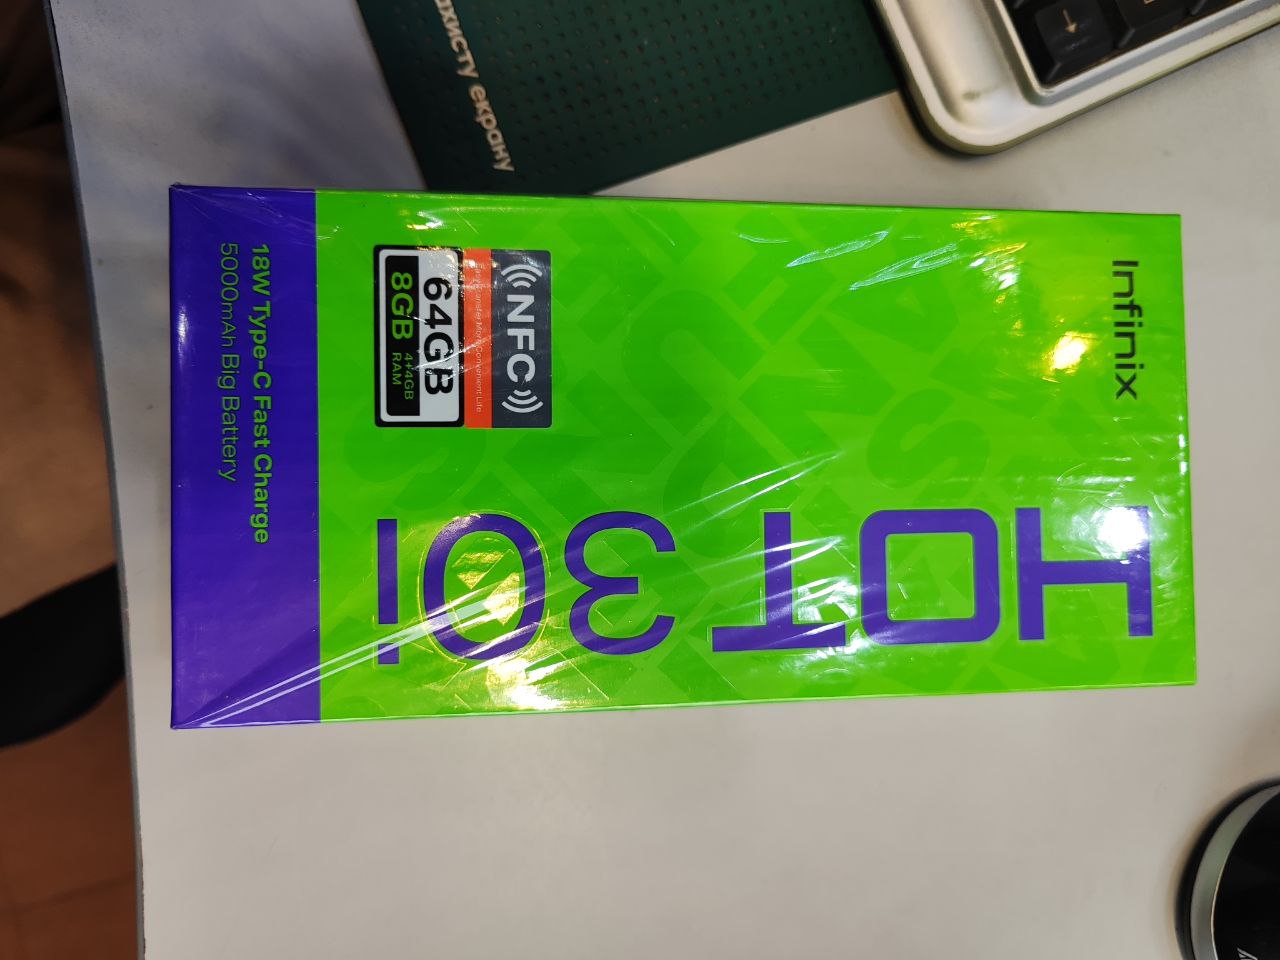 Infinix
HOT 30i
NFC
64GB
8GB
4+4GB
RAM
18W Type-C Fast Charge
5000mAh Big Battery
екрану